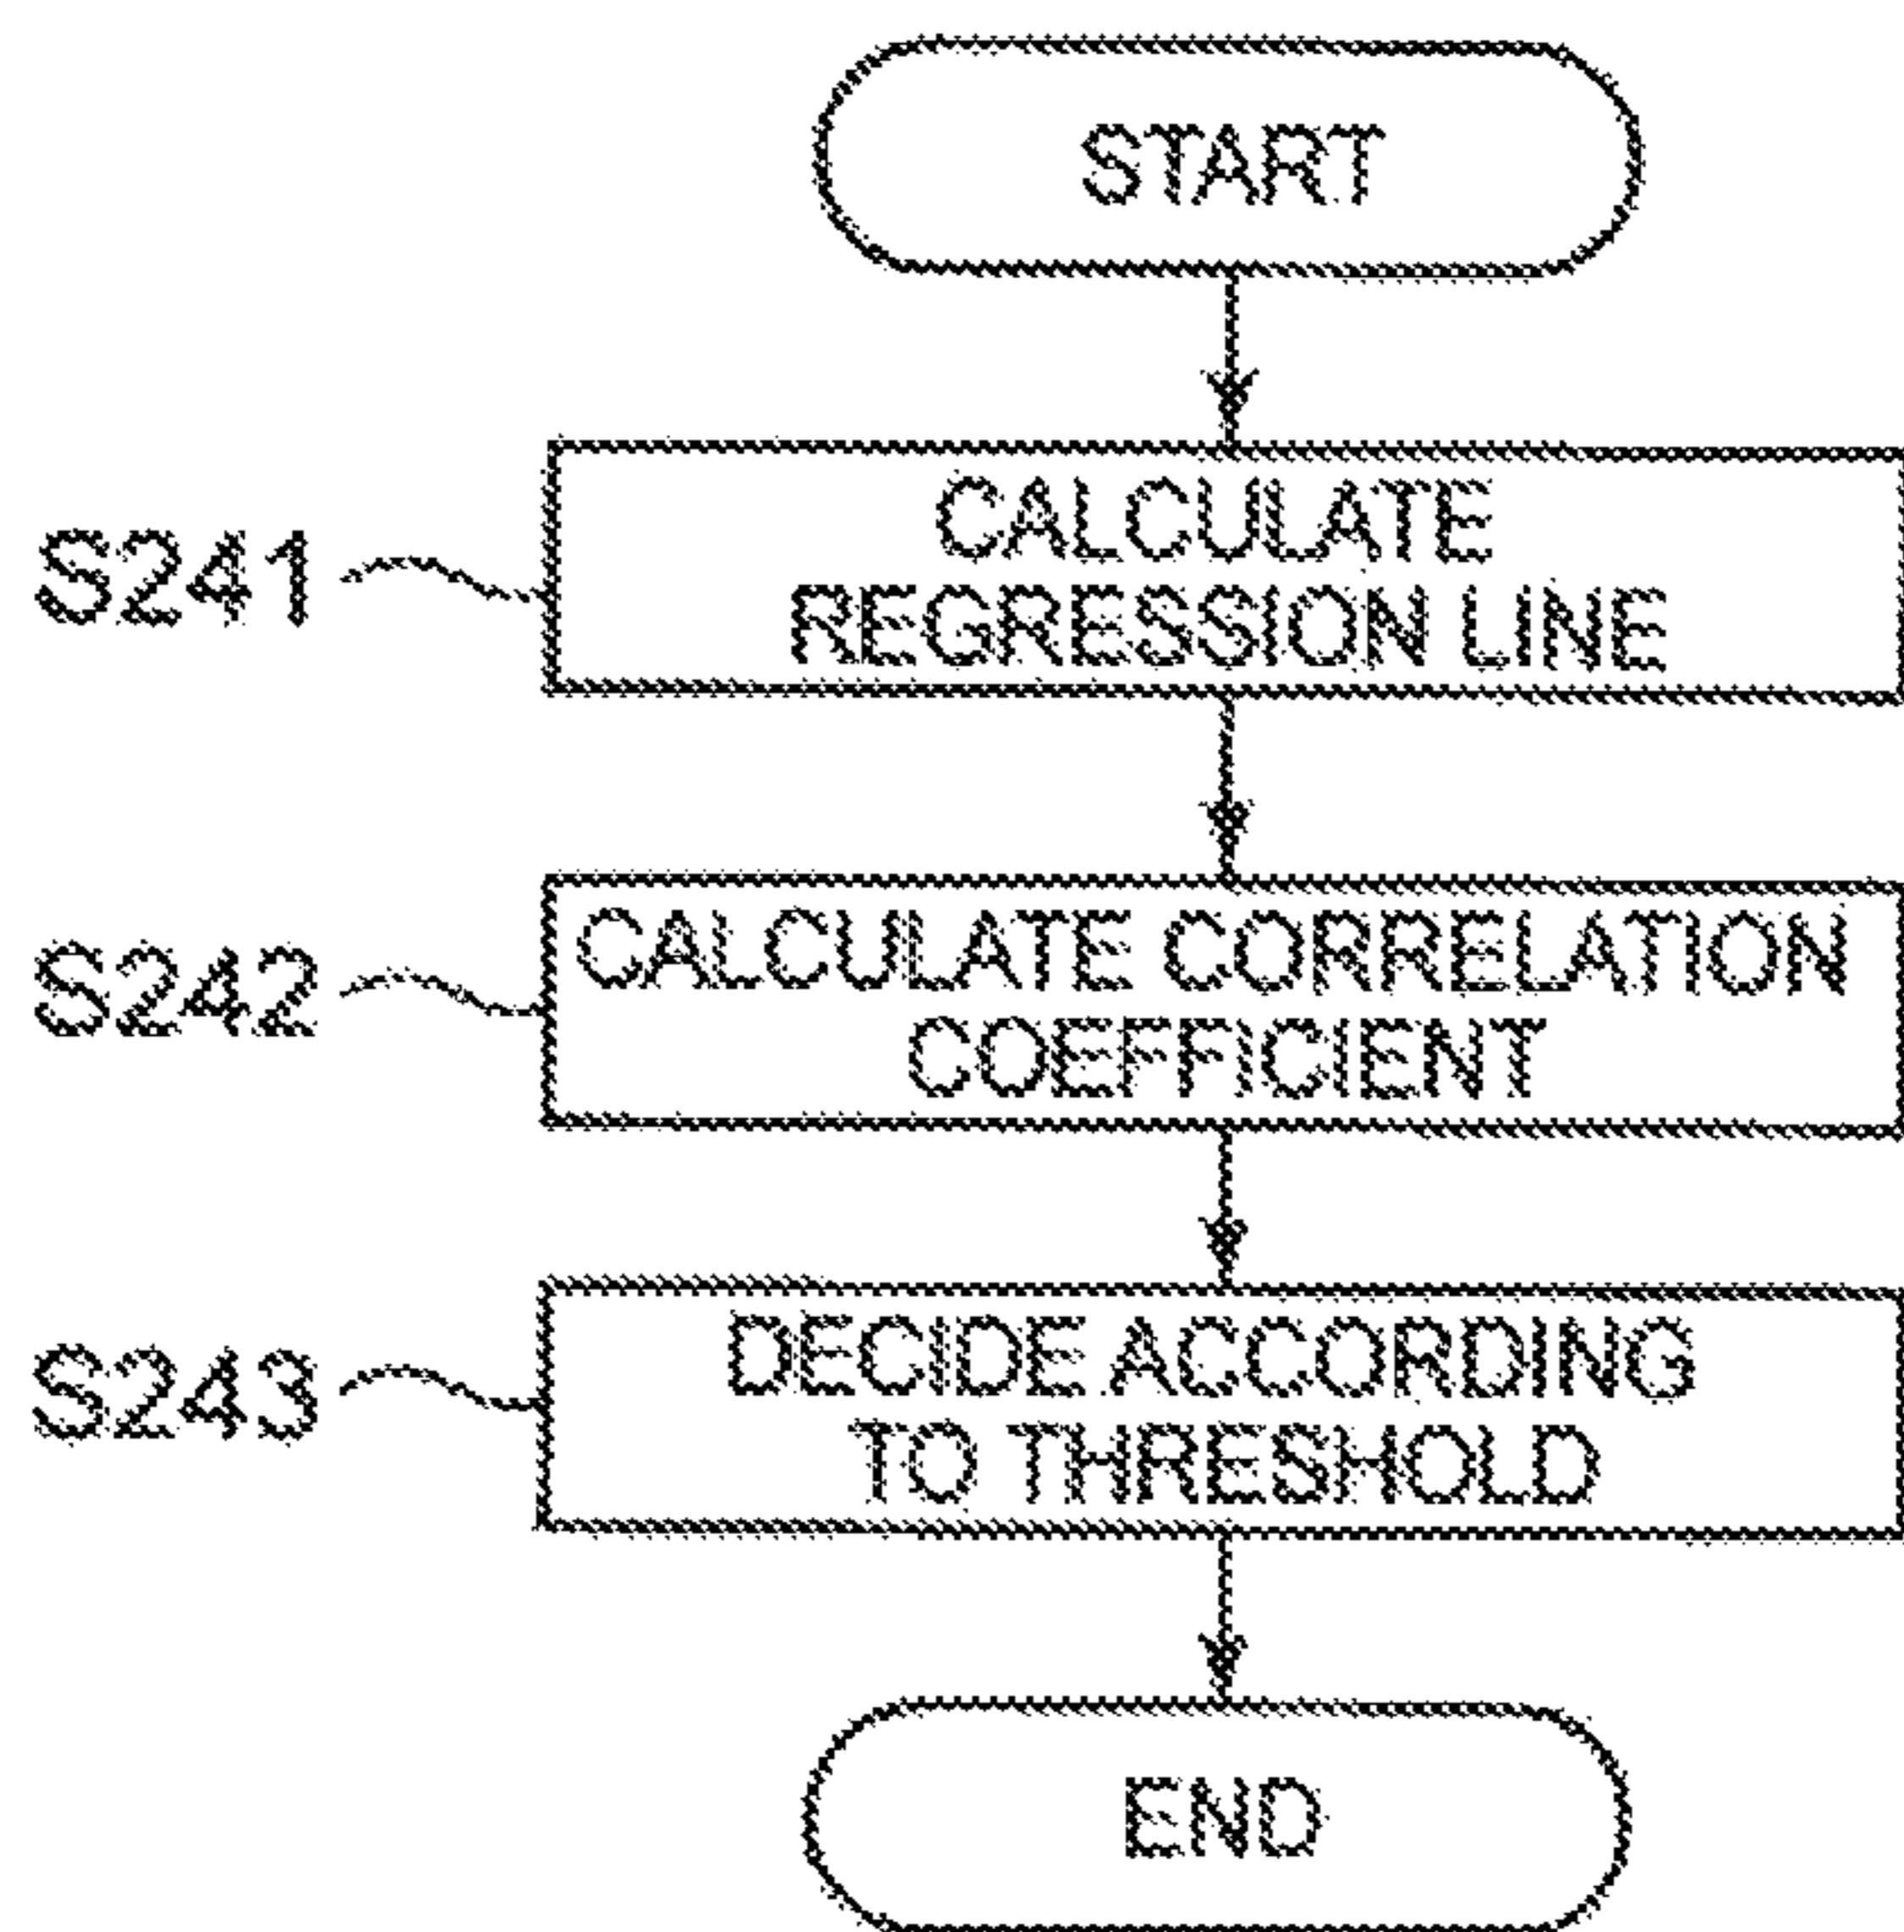 START
S241
CALCULATE
REGRESSION LINE
S242
CALCULATE CORRELATION
COEFFICIENT
S243
DECIDE ACCORDING
TO THRESHOLD
END